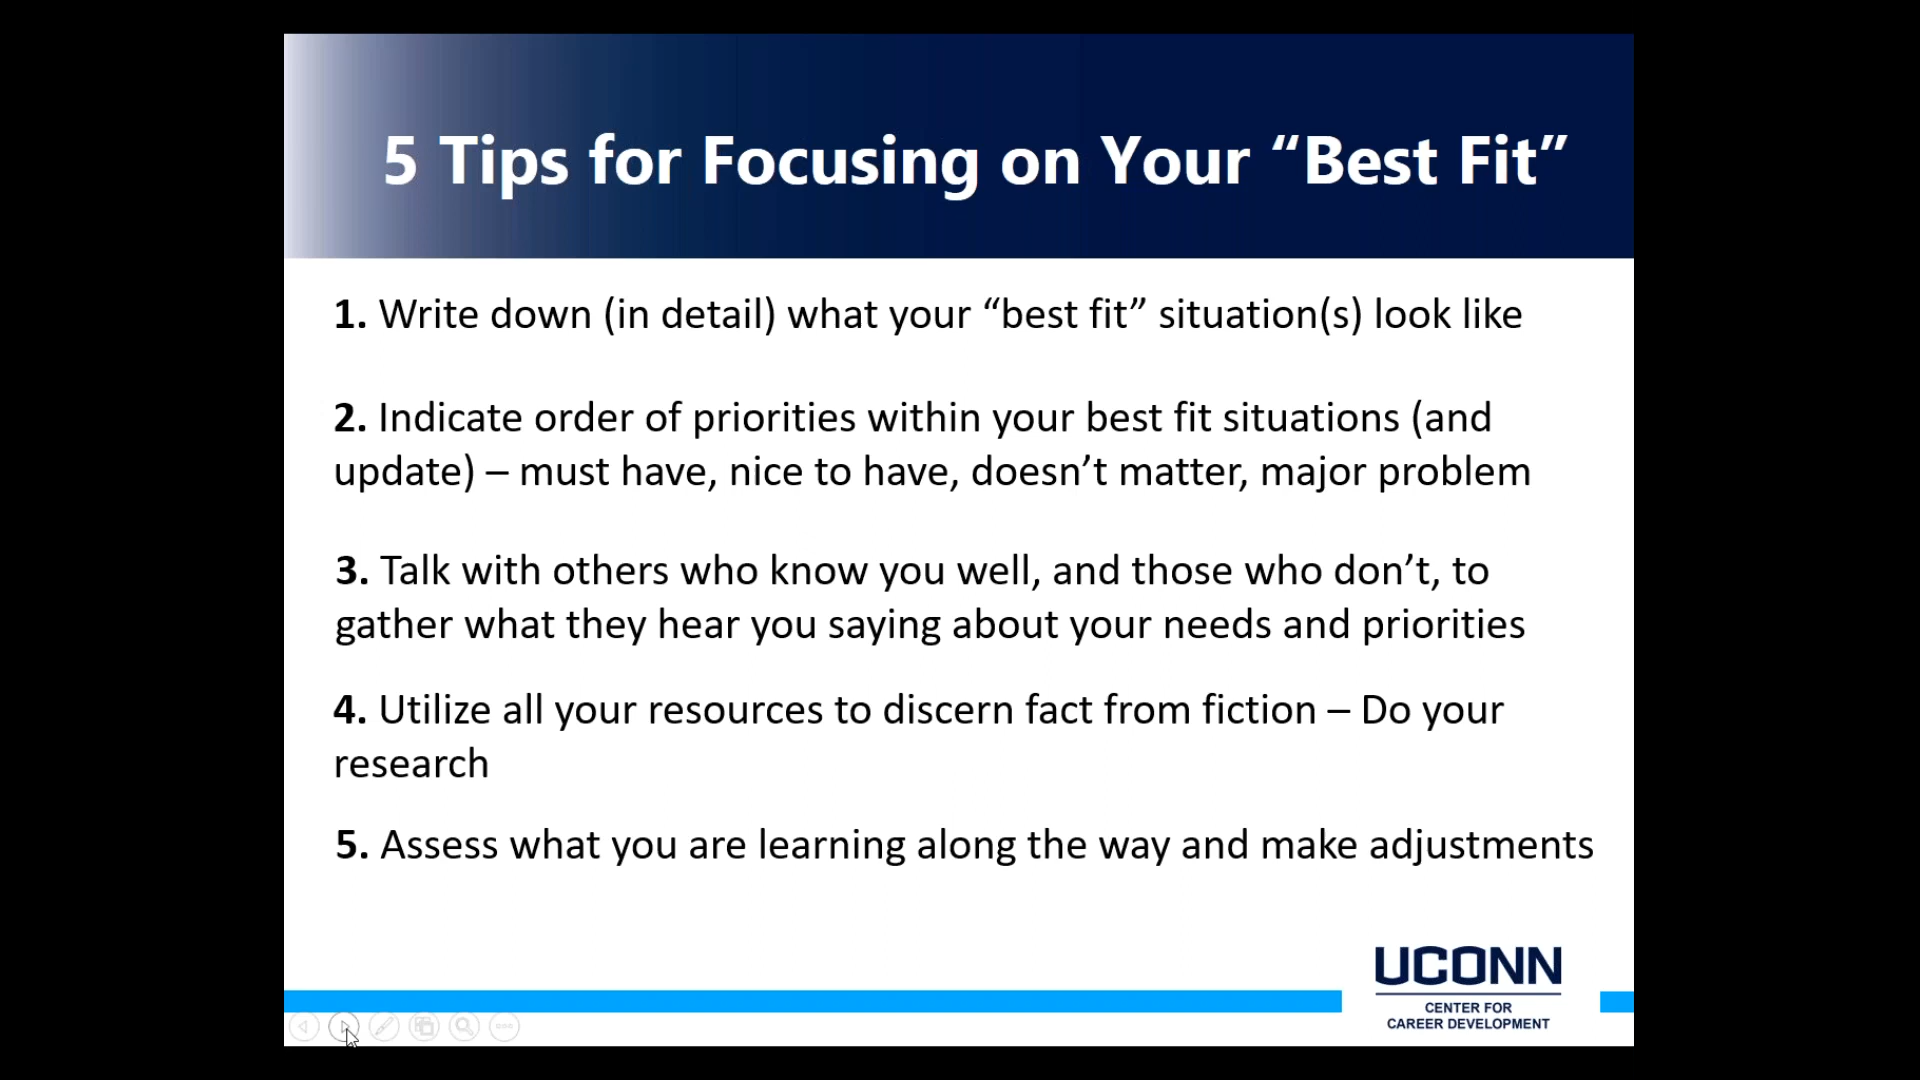 5 Tips for Focusing on Your “Best Fit”
1. Write down (in detail) what your “best fit” situation(s) look like
2. Indicate order of priorities within your best fit situations (and
update) – must have, nice to have, doesn’t matter, major problem
3. Talk with others who know you well, and those who don’t, to
gather what they hear you saying about your needs and priorities
4. Utilize all your resources to discern fact from fiction – Do your
research
5. Assess what you are learning along the way and make adjustments
UCONN
CENTER FOR
CAREER DEVELOPMENT